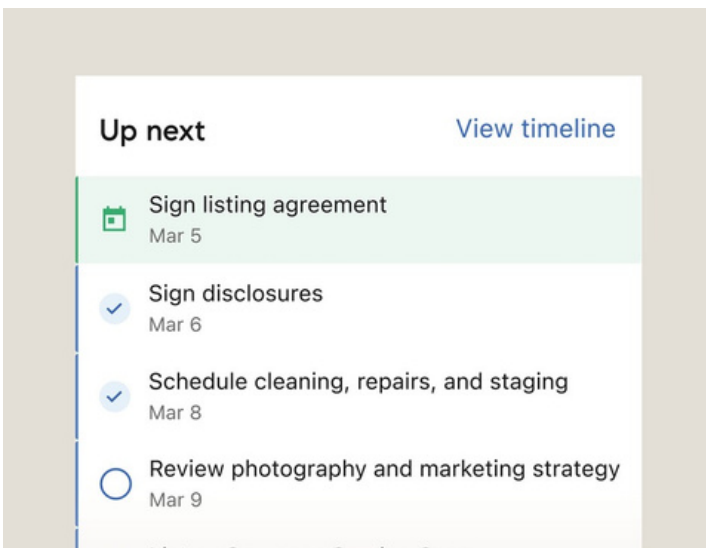 Up next
View timeline
Sign listing agreement
Mar 5
Sign disclosures
Mar 6
Schedule cleaning, repairs, and staging
Mar 8
Review photography and marketing strategy
Mar 9